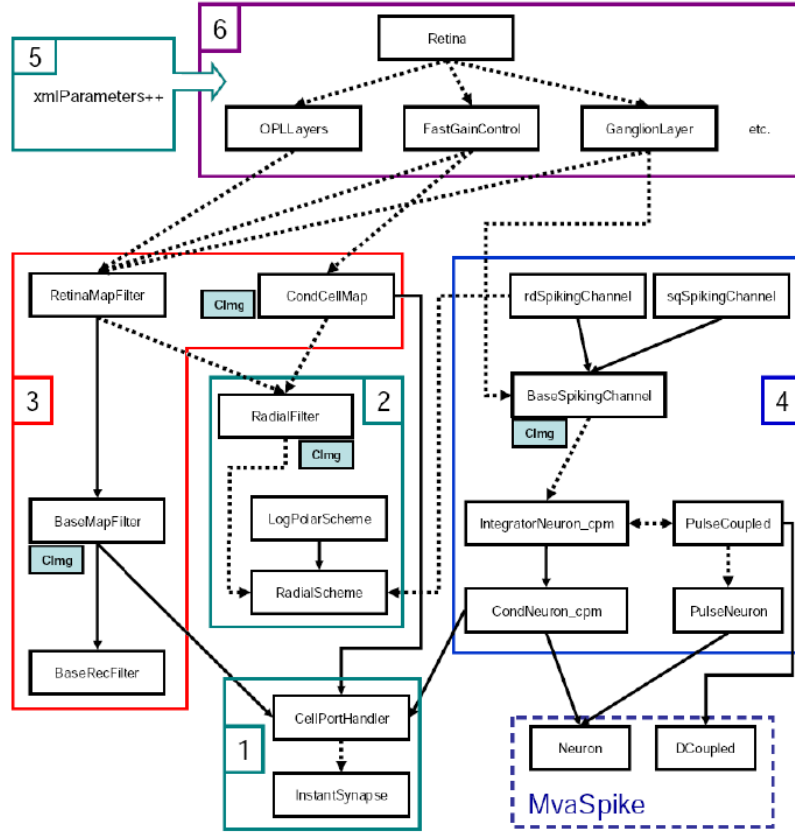 6
5
Retina
xmlParameters++
OPLLayers
FastGainControl
GanglionLayer
etc.
RetinaMapFilter
CImg
CondCellMap
rdSpikingChannel
sqSpikingChannel
3
2
4
RadialFilter
CImg
BaseSpikingChannel
CImg
BaseMapFilter
CImg
LogPolarScheme
IntegratorNeuron_cpm
PulseCoupled
RadialScheme
CondNeuron_cpm
PulseNeuron
BaseRecFilter
1
CellPortHandler
InstantSynapse
Neuron
DCoupled
MvaSpike